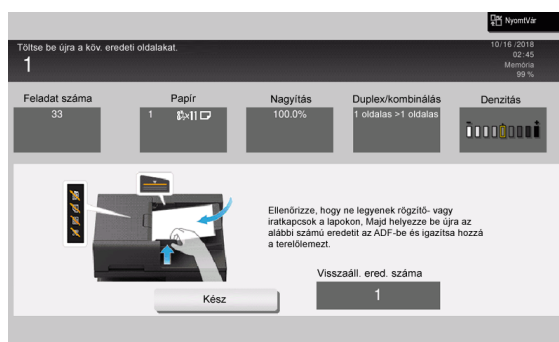 NyomtVár
Töltse be újra a köv. eredeti oldalakat.
1
10/16 /2018
02:45
Memória
99 %
Feladat száma
33
Papír
1 8½x11
Nagyítás
100.0%
Duplex/kombinálás
1 oldalas >1 oldalas
Denzitás
Ellenőrizze, hogy ne legyenek rögzítő- vagy
iratkapcsok a lapokon, Majd helyezze be újra az
alábbi számú eredetit az ADF-be és igazítsa hozzá
a terelőlemezt.
Visszaáll. ered. száma
1
Kész